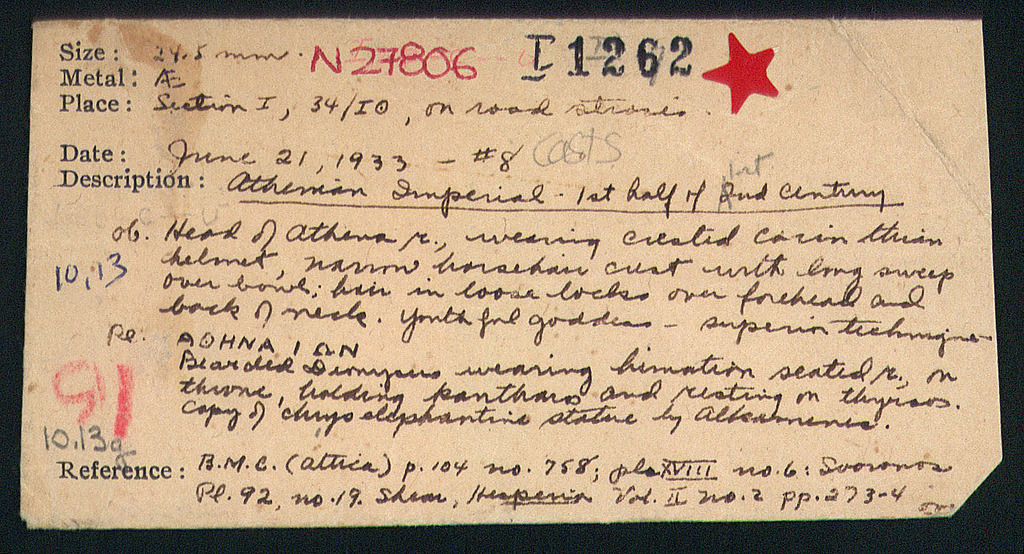 Size: 24.5 mm. N 27806 I 1262
Metal: Æ
Place: Section I, 34/IO, on road strosis.
Date: June 21, 1933 - #8 Casts
Description: Athenian Imperial - 1st half of 2nd Century 1st
ob. Head of Athena r., wearing crested Corinthian
10,13 helmet, narrow horsehair crest with long sweep
over bowl; hair in loose locks over forehead and
back of neck. Youthful goddess - superior technique
Re. ΑΘΗΝΑΙΩΝ
Bearded Dionysus wearing himation seated r., on
91 throne, holding kantharos and resting on thyrsos.
Copy of chryselephantine statue by Alkamenes.
10.13g
Reference: B.M.C. (Attica) p. 104 no. 758; pl. XVIII no. 6: Svoronos
Pl. 92, no. 19. Shear, Hesperia Vol. II no. 2 pp. 273-4